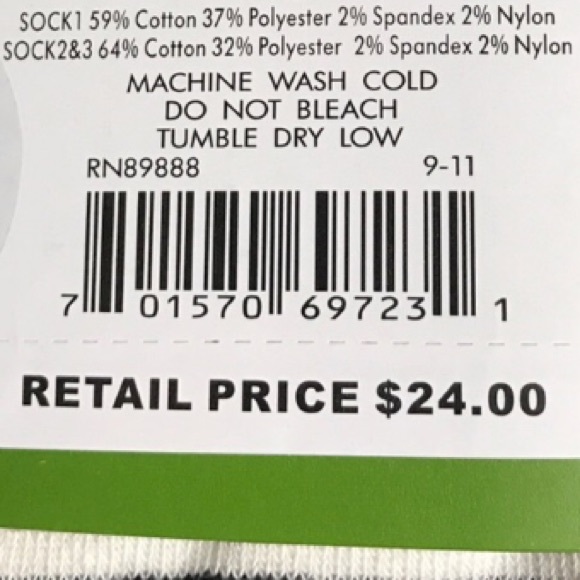 SOCK1 59% Cotton 37% Polyester 2% Spandex 2% Nylon
SOCK2&3 64% Cotton 32% Polyester 2% Spandex 2% Nylon
MACHINE WASH COLD
DO NOT BLEACH
TUMBLE DRY LOW
RN89888 9-11
7 01570 69723 1
RETAIL PRICE $24.00